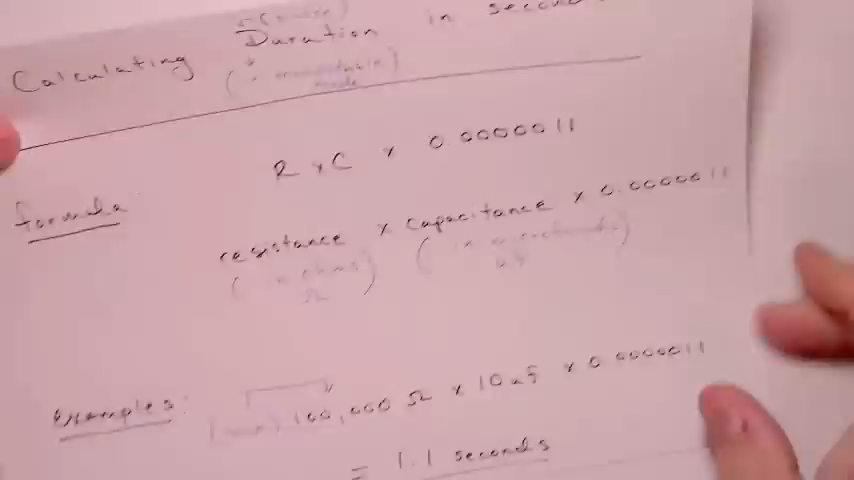 Calculating Duration in seconds
formula:
R x C x 0.0000011
resistance x capacitance x 0.0000011
examples:
100,000 Ω x 10 uf x 0.0000011
= 1.1 seconds